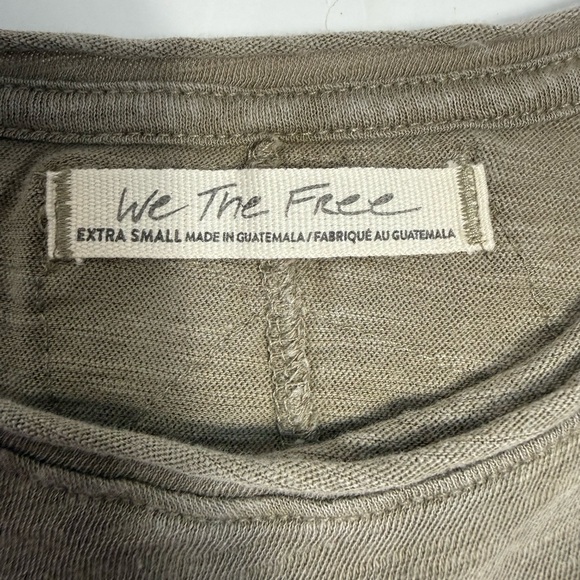 We The Free
EXTRA SMALL MADE IN GUATEMALA/FABRIQUÉ AU GUATEMALA